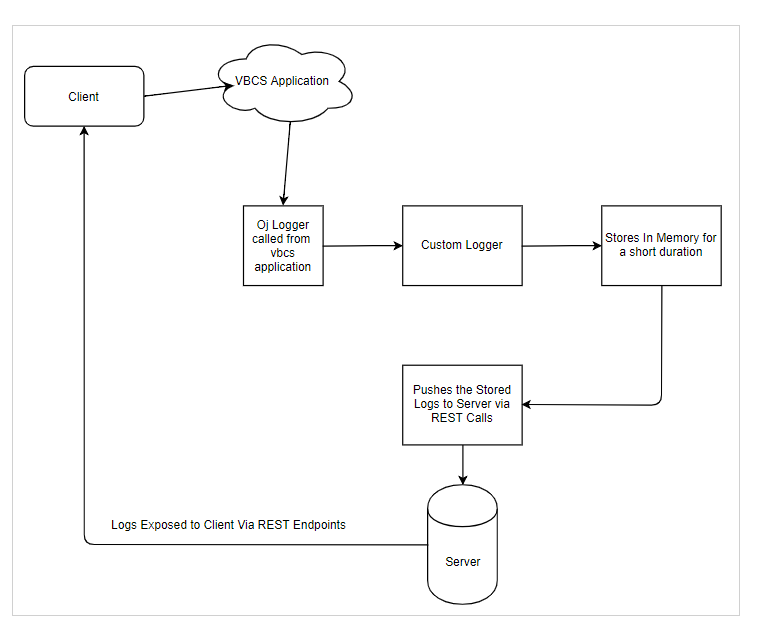 Client
VBCS Application
Oj Logger
called from
vbcs
application
Custom Logger
Stores In Memory for
a short duration
Pushes the Stored
Logs to Server via
REST Calls
Logs Exposed to Client Via REST Endpoints
Server